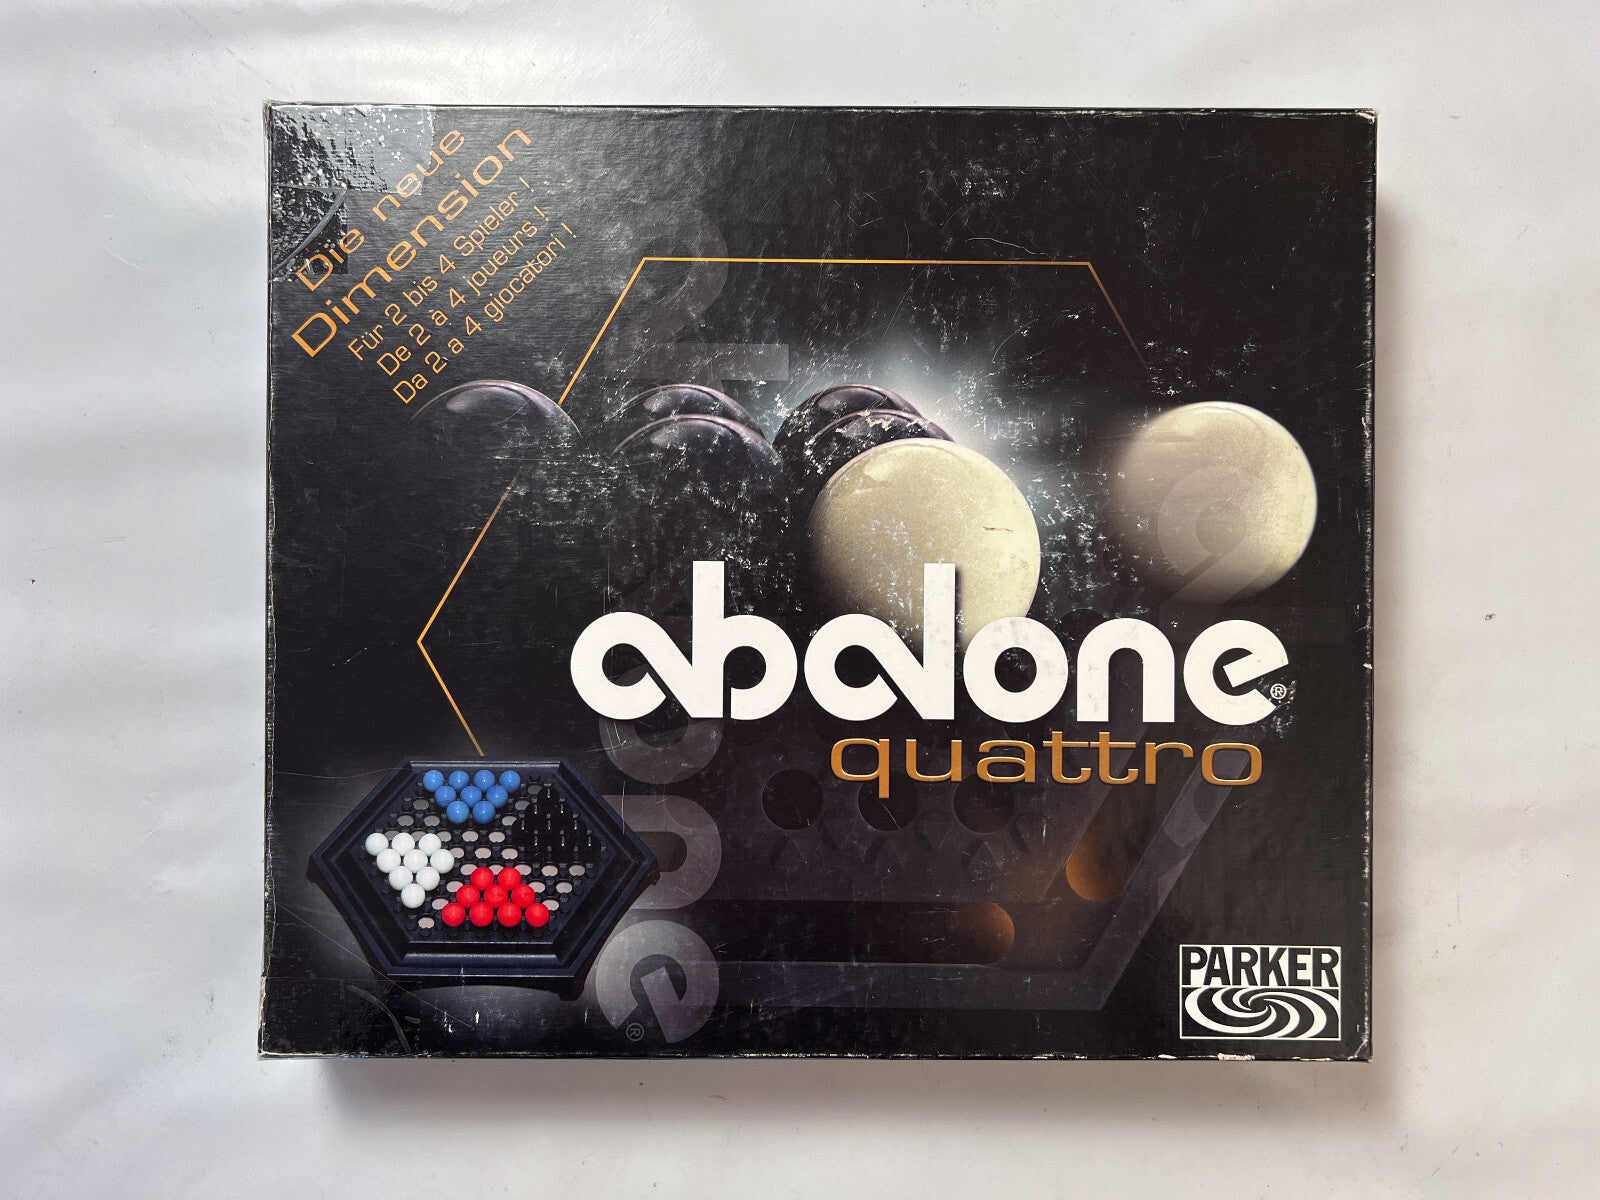 Die neue
Dimension
Für 2 bis 4 Spieler !
De 2 à 4 joueurs !
Da 2 a 4 giocatori !
abalone®
quattro
PARKER